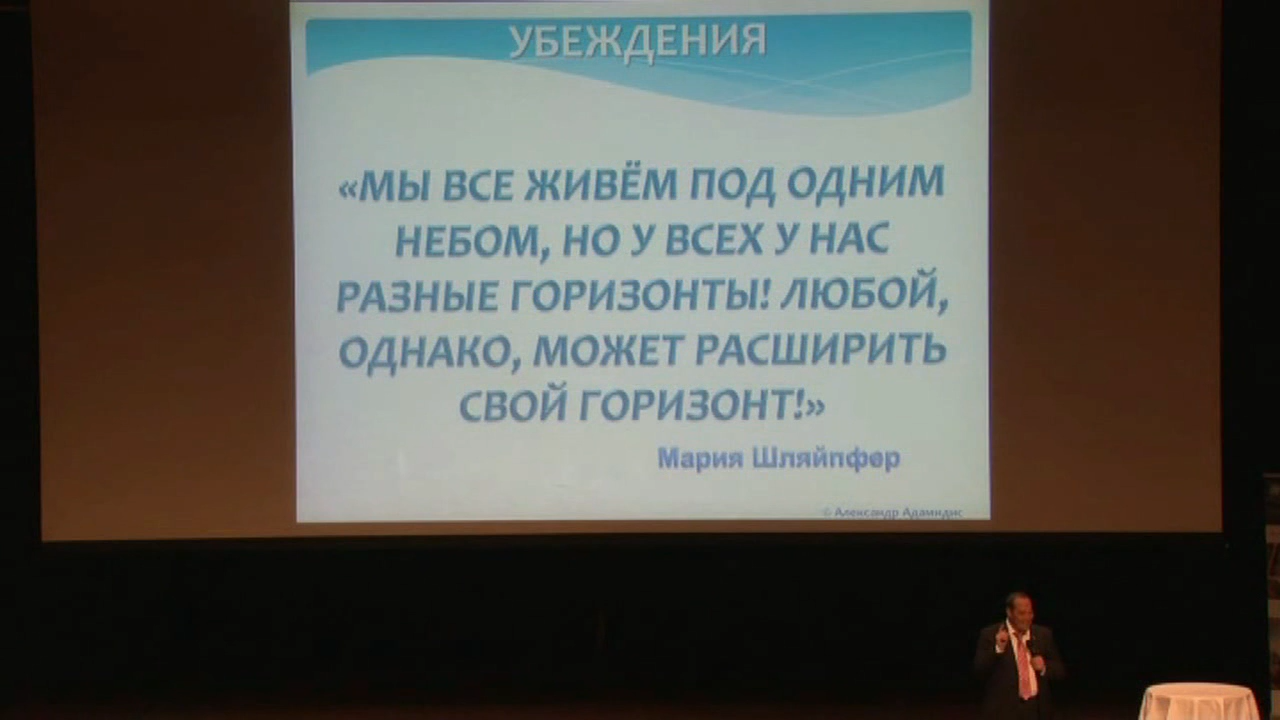 УБЕЖДЕНИЯ
«МЫ ВСЕ ЖИВЁМ ПОД ОДНИМ
НЕБОМ, НО У ВСЕХ У НАС
РАЗНЫЕ ГОРИЗОНТЫ! ЛЮБОЙ,
ОДНАКО, МОЖЕТ РАСШИРИТЬ
СВОЙ ГОРИЗОНТ!»
Мария Шляйпфер
© Александр Адамидис